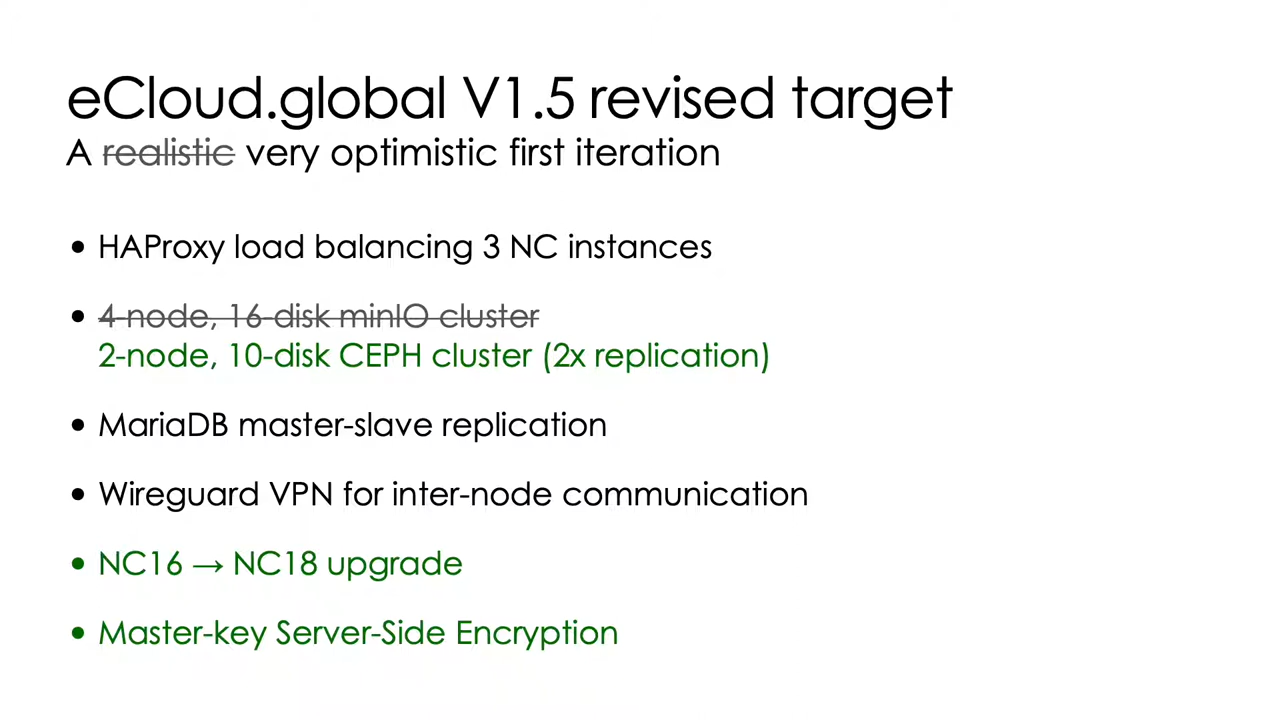 eCloud.global V1.5 revised target
A realistic very optimistic first iteration
• HAProxy load balancing 3 NC instances
• 4-node, 16-disk minIO cluster
2-node, 10-disk CEPH cluster (2x replication)
• MariaDB master-slave replication
• Wireguard VPN for inter-node communication
• NC16 → NC18 upgrade
• Master-key Server-Side Encryption